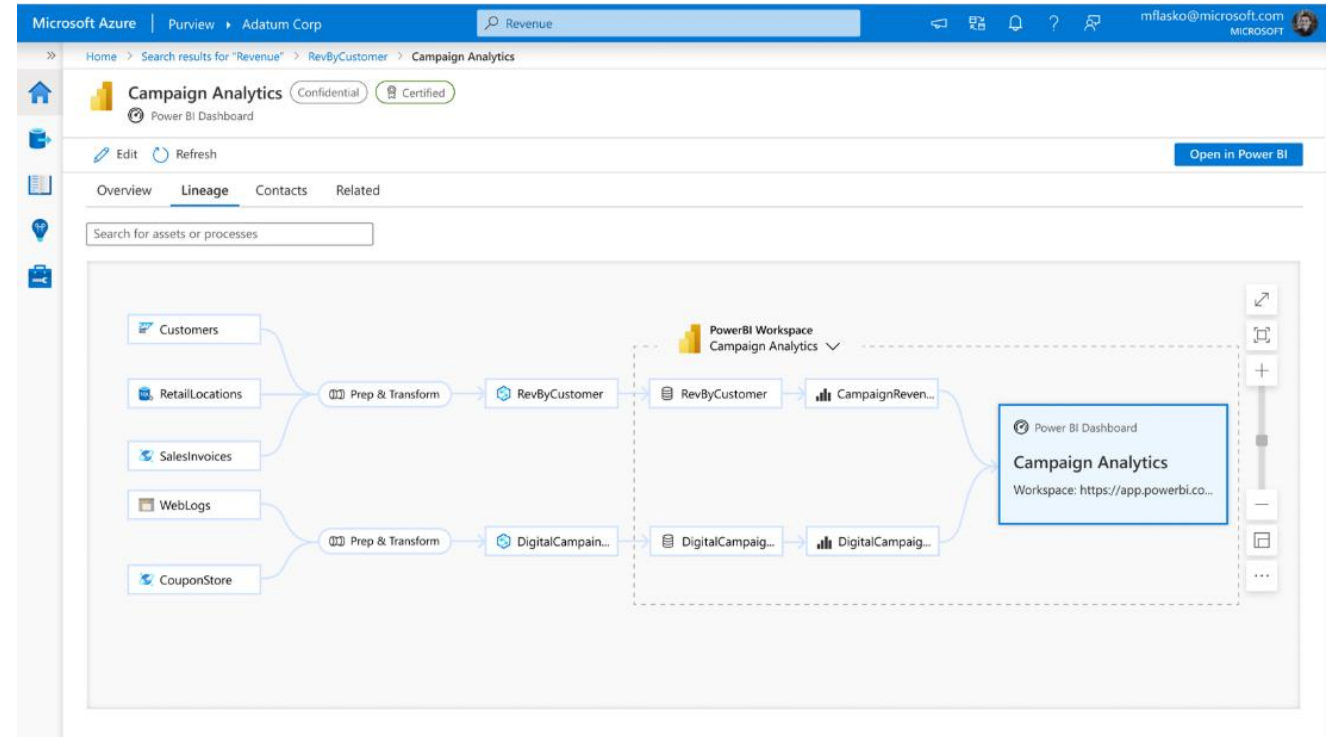 Microsoft Azure | Purview ▸ Adatum Corp Revenue mflasko@microsoft.com
MICROSOFT
Home > Search results for "Revenue" > RevByCustomer > Campaign Analytics
Campaign Analytics Confidential Certified
Power BI Dashboard
Edit Refresh Open in Power BI
Overview Lineage Contacts Related
Search for assets or processes
Customers
PowerBI Workspace
Campaign Analytics
RetailLocations Prep & Transform RevByCustomer RevByCustomer CampaignReven...
Power BI Dashboard
Campaign Analytics
Workspace: https://app.powerbi.co...
SalesInvoices
WebLogs
Prep & Transform DigitalCampain... DigitalCampaig... DigitalCampaig...
CouponStore